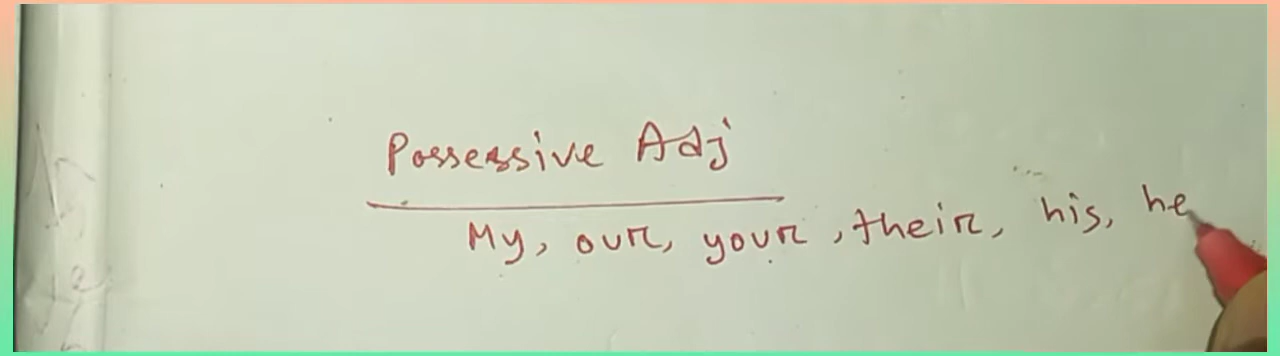 Possessive Adj
My, our, your, their, his, he